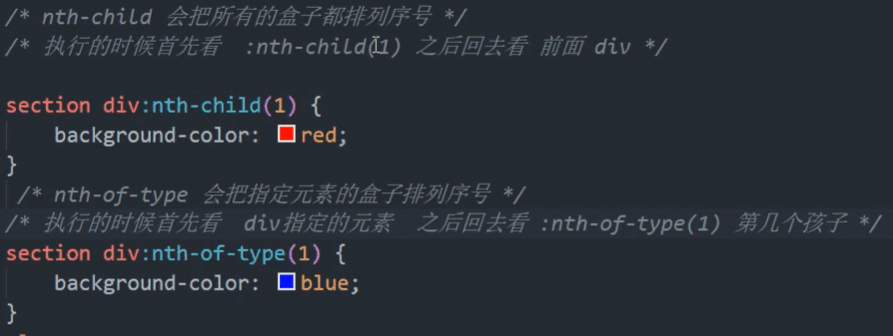 /* nth-child 会把所有的盒子都排列序号 */
/* 执行的时候首先看  :nth-child(1) 之后回去看 前面 div */
section div:nth-child(1) {
    background-color: red;
}
/* nth-of-type 会把指定元素的盒子排列序号 */
/* 执行的时候首先看  div指定的元素  之后回去看 :nth-of-type(1) 第几个孩子 */
section div:nth-of-type(1) {
    background-color: blue;
}